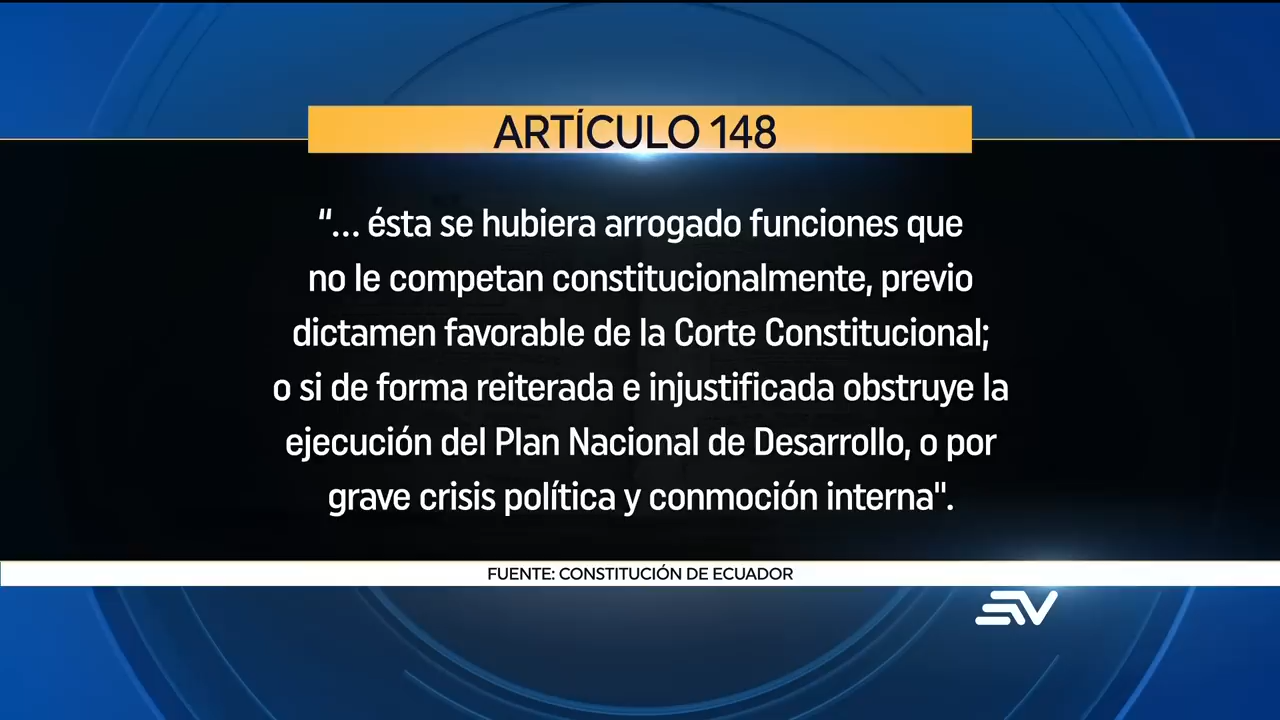 ARTÍCULO 148
“... ésta se hubiera arrogado funciones que
no le competan constitucionalmente, previo
dictamen favorable de la Corte Constitucional;
o si de forma reiterada e injustificada obstruye la
ejecución del Plan Nacional de Desarrollo, o por
grave crisis política y conmoción interna".
FUENTE: CONSTITUCIÓN DE ECUADOR
EV